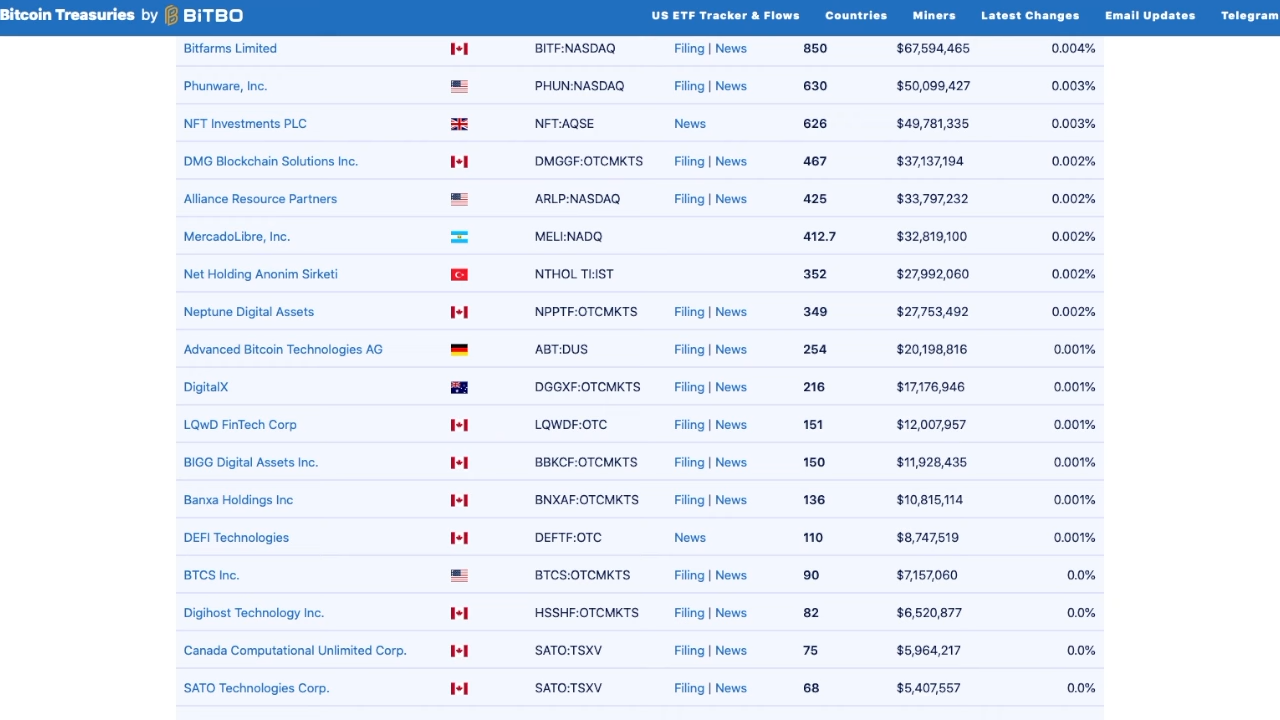 Bitcoin Treasuries by BiTBO US ETF Tracker & Flows Countries Miners Latest Changes Email Updates Telegram
Bitfarms Limited BITF:NASDAQ Filing | News 850 $67,594,465 0.004%
Phunware, Inc. PHUN:NASDAQ Filing | News 630 $50,099,427 0.003%
NFT Investments PLC NFT:AQSE News 626 $49,781,335 0.003%
DMG Blockchain Solutions Inc. DMGGF:OTCMKTS Filing | News 467 $37,137,194 0.002%
Alliance Resource Partners ARLP:NASDAQ Filing | News 425 $33,797,232 0.002%
MercadoLibre, Inc. MELI:NADQ 412.7 $32,819,100 0.002%
Net Holding Anonim Sirketi NTHOL TI:IST 352 $27,992,060 0.002%
Neptune Digital Assets NPPTF:OTCMKTS Filing | News 349 $27,753,492 0.002%
Advanced Bitcoin Technologies AG ABT:DUS Filing | News 254 $20,198,816 0.001%
DigitalX DGGXF:OTCMKTS Filing | News 216 $17,176,946 0.001%
LQwD FinTech Corp LQWDF:OTC Filing | News 151 $12,007,957 0.001%
BIGG Digital Assets Inc. BBKCF:OTCMKTS Filing | News 150 $11,928,435 0.001%
Banxa Holdings Inc BNXAF:OTCMKTS Filing | News 136 $10,815,114 0.001%
DEFI Technologies DEFTF:OTC News 110 $8,747,519 0.001%
BTCS Inc. BTCS:OTCMKTS Filing | News 90 $7,157,060 0.0%
Digihost Technology Inc. HSSHF:OTCMKTS Filing | News 82 $6,520,877 0.0%
Canada Computational Unlimited Corp. SATO:TSXV Filing | News 75 $5,964,217 0.0%
SATO Technologies Corp. SATO:TSXV Filing | News 68 $5,407,557 0.0%